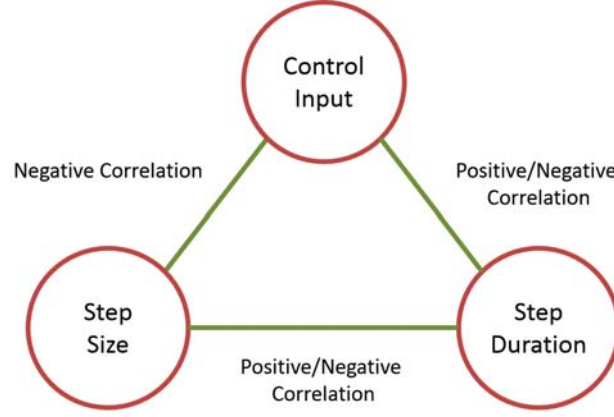 Control
Input
Negative Correlation
Positive/Negative
Correlation
Step
Size
Step
Duration
Positive/Negative
Correlation